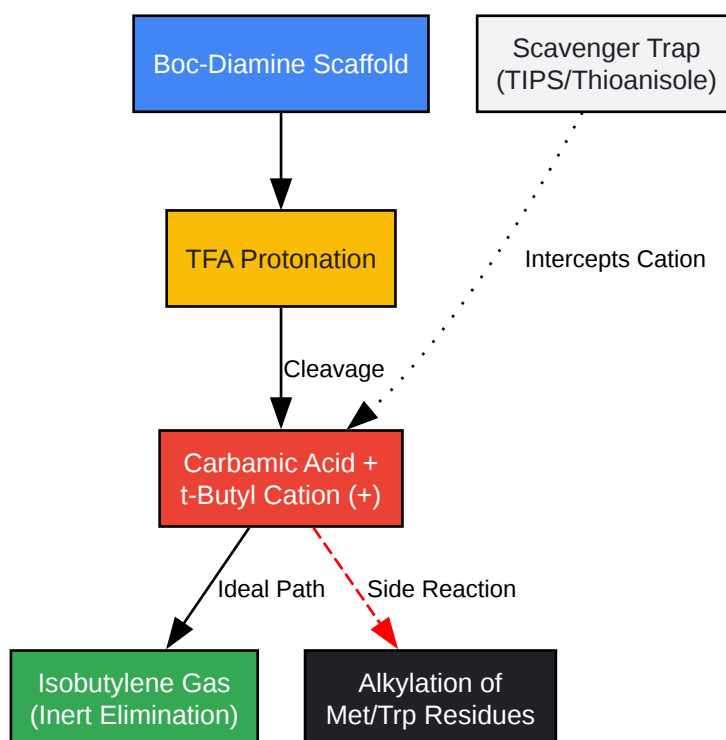 Boc-Diamine Scaffold
Scavenger Trap
(TIPS/Thioanisole)
TFA Protonation
Intercepts Cation
Cleavage
Carbamic Acid +
t-Butyl Cation (+)
Ideal Path
Side Reaction
Isobutylene Gas
(Inert Elimination)
Alkylation of
Met/Trp Residues